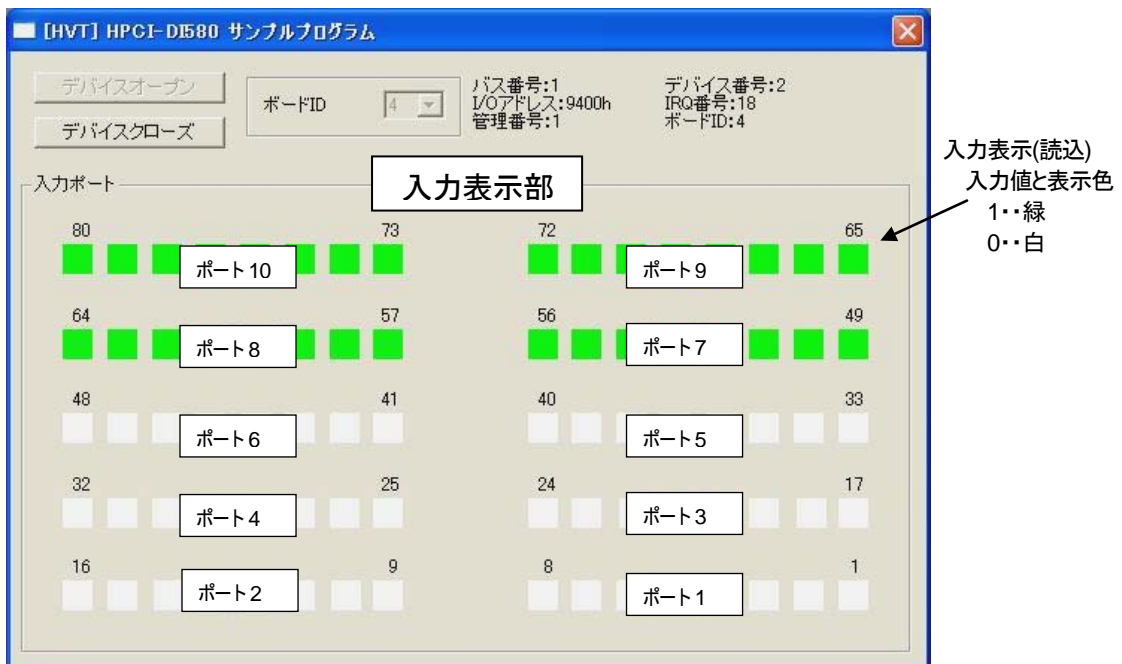 [HVT] HPCI-DI580 サンプルプログラム
デバイスオープン
デバイスクローズ
ボードID
4
バス番号:1
I/Oアドレス:9400h
管理番号:1
デバイス番号:2
IRQ番号:18
ボードID:4
入力表示(読込)
入力値と表示色
1・・緑
0・・白
入力ポート
入力表示部
80 73 72 65
ポート10 ポート9
64 57 56 49
ポート8 ポート7
48 41 40 33
ポート6 ポート5
32 25 24 17
ポート4 ポート3
16 9 8 1
ポート2 ポート1